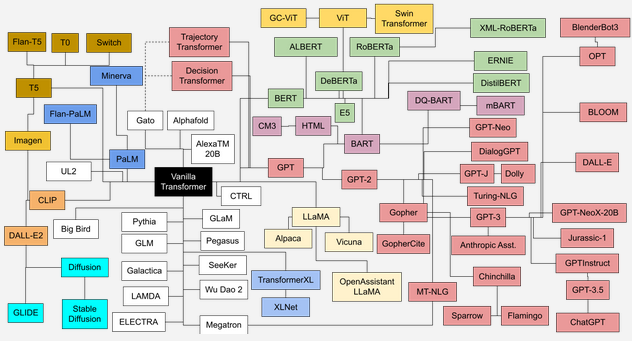 GC-ViT
ViT
Swin
Transformer
Flan-T5
T0
Switch
Trajectory
Transformer
ALBERT
RoBERTa
XML-RoBERTa
BlenderBot3
OPT
Minerva
Decision
Transformer
DeBERTa
ERNIE
DistilBERT
T5
BERT
E5
DQ-BART
mBART
Flan-PaLM
Gato
Alphafold
CM3
HTML
GPT-Neo
BLOOM
Imagen
AlexaTM
20B
BART
DialogGPT
PaLM
UL2
GPT
GPT-J
Dolly
DALL-E
Vanilla
Transformer
GPT-2
CLIP
CTRL
Turing-NLG
Big Bird
Pythia
GLaM
LLaMA
Gopher
GPT-3
GPT-NeoX-20B
DALL-E2
GLM
Pegasus
Alpaca
Vicuna
GopherCite
Anthropic Asst.
Jurassic-1
Diffusion
Galactica
SeeKer
TransformerXL
OpenAssistant
LLaMA
Chinchilla
GPTInstruct
LAMDA
Wu Dao 2
MT-NLG
GPT-3.5
GLIDE
Stable
Diffusion
XLNet
ELECTRA
Megatron
Sparrow
Flamingo
ChatGPT